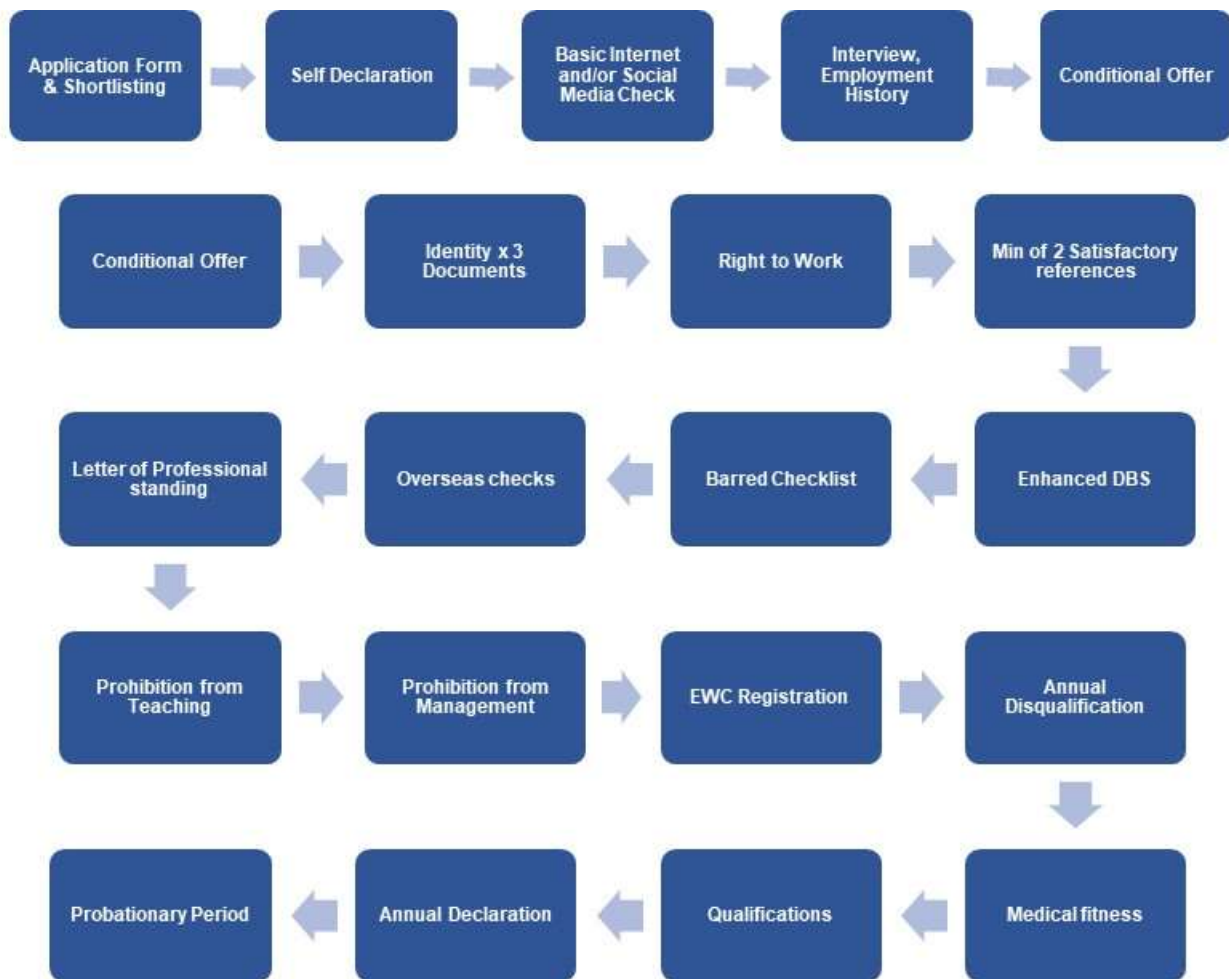 Application Form
& Shortlisting
Self Declaration
Basic Internet
and/or Social
Media Check
Interview,
Employment
History
Conditional Offer
Conditional Offer
Identity x 3
Documents
Right to Work
Min of 2 Satisfactory
references
Enhanced DBS
Barred Checklist
Overseas checks
Letter of Professional
standing
Prohibition from
Teaching
Prohibition from
Management
EWC Registration
Annual
Disqualification
Medical fitness
Qualifications
Annual Declaration
Probationary Period